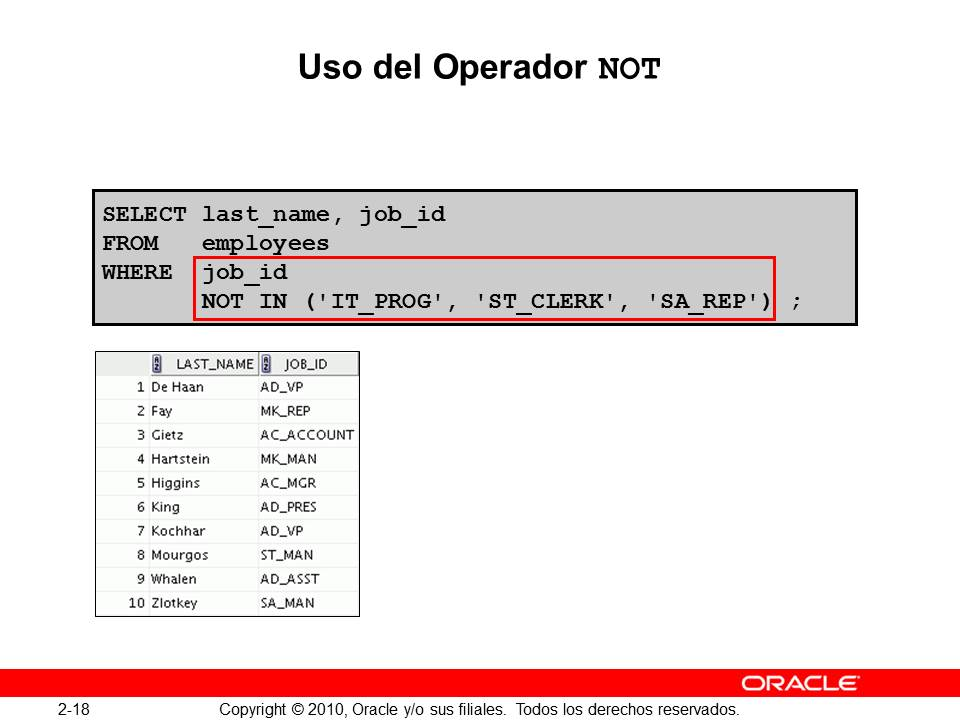 Uso del Operador NOT
SELECT last_name, job_id
FROM   employees
WHERE  job_id
       NOT IN ('IT_PROG', 'ST_CLERK', 'SA_REP') ;
LAST_NAME JOB_ID
1 De Haan AD_VP
2 Fay MK_REP
3 Gietz AC_ACCOUNT
4 Hartstein MK_MAN
5 Higgins AC_MGR
6 King AD_PRES
7 Kochhar AD_VP
8 Mourgos ST_MAN
9 Whalen AD_ASST
10 Zlotkey SA_MAN
ORACLE
2-18 Copyright © 2010, Oracle y/o sus filiales. Todos los derechos reservados.